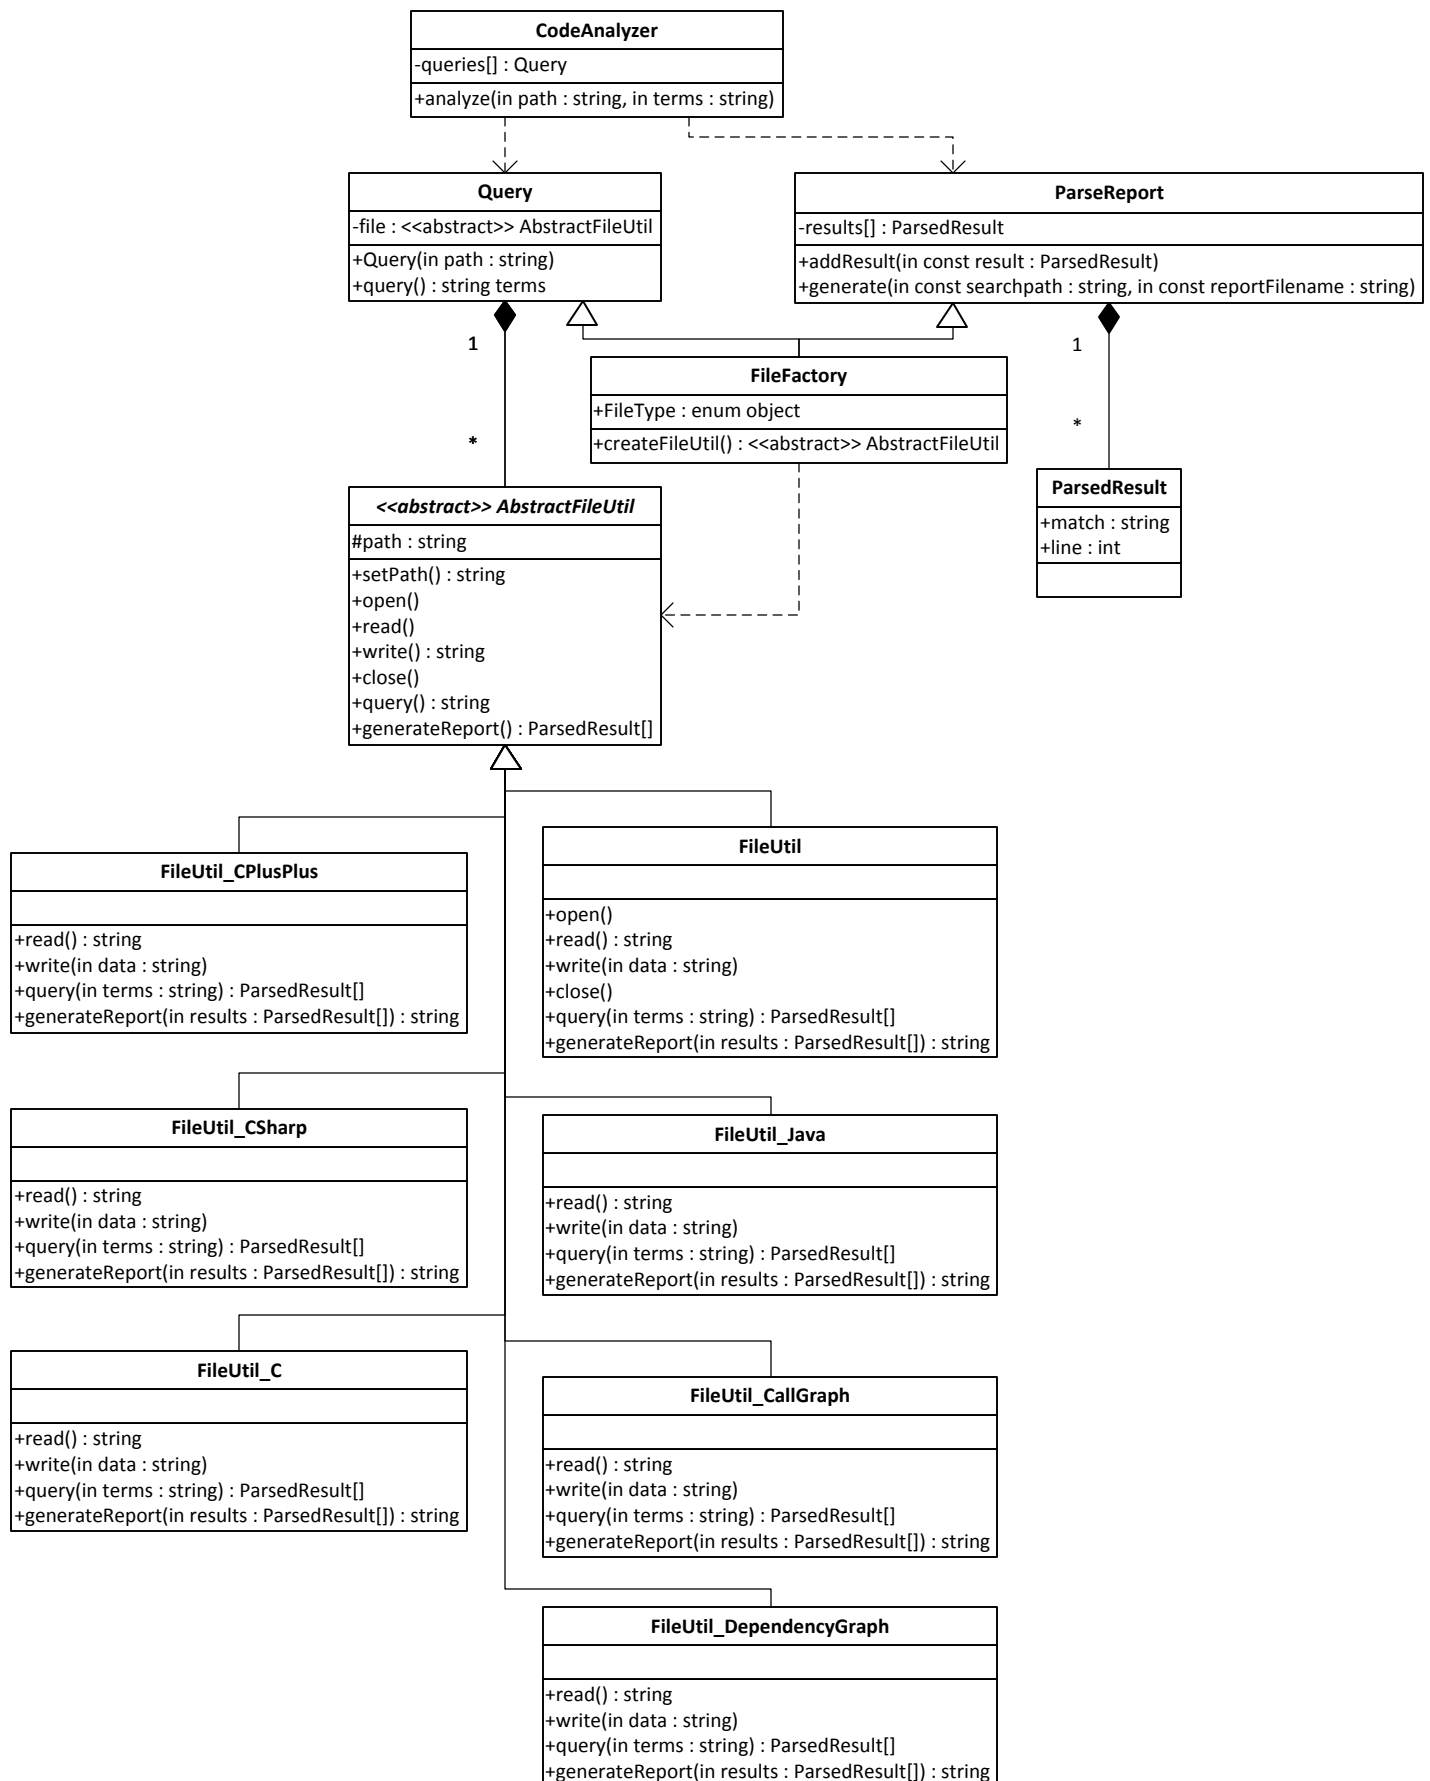 CodeAnalyzer
-queries[] : Query
+analyze(in path : string, in terms : string)
Query
-file : <<abstract>> AbstractFileUtil
+Query(in path : string)
+query() : string terms
ParseReport
-results[] : ParsedResult
+addResult(in const result : ParsedResult)
+generate(in const searchpath : string, in const reportFilename : string)
1
*
1
*
FileFactory
+FileType : enum object
+createFileUtil() : <<abstract>> AbstractFileUtil
ParsedResult
+match : string
+line : int
<<abstract>> AbstractFileUtil
#path : string
+setPath() : string
+open()
+read()
+write() : string
+close()
+query() : string
+generateReport() : ParsedResult[]
FileUtil_CPlusPlus
+read() : string
+write(in data : string)
+query(in terms : string) : ParsedResult[]
+generateReport(in results : ParsedResult[]) : string
FileUtil
+open()
+read() : string
+write(in data : string)
+close()
+query(in terms : string) : ParsedResult[]
+generateReport(in results : ParsedResult[]) : string
FileUtil_CSharp
+read() : string
+write(in data : string)
+query(in terms : string) : ParsedResult[]
+generateReport(in results : ParsedResult[]) : string
FileUtil_Java
+read() : string
+write(in data : string)
+query(in terms : string) : ParsedResult[]
+generateReport(in results : ParsedResult[]) : string
FileUtil_C
+read() : string
+write(in data : string)
+query(in terms : string) : ParsedResult[]
+generateReport(in results : ParsedResult[]) : string
FileUtil_CallGraph
+read() : string
+write(in data : string)
+query(in terms : string) : ParsedResult[]
+generateReport(in results : ParsedResult[]) : string
FileUtil_DependencyGraph
+read() : string
+write(in data : string)
+query(in terms : string) : ParsedResult[]
+generateReport(in results : ParsedResult[]) : string